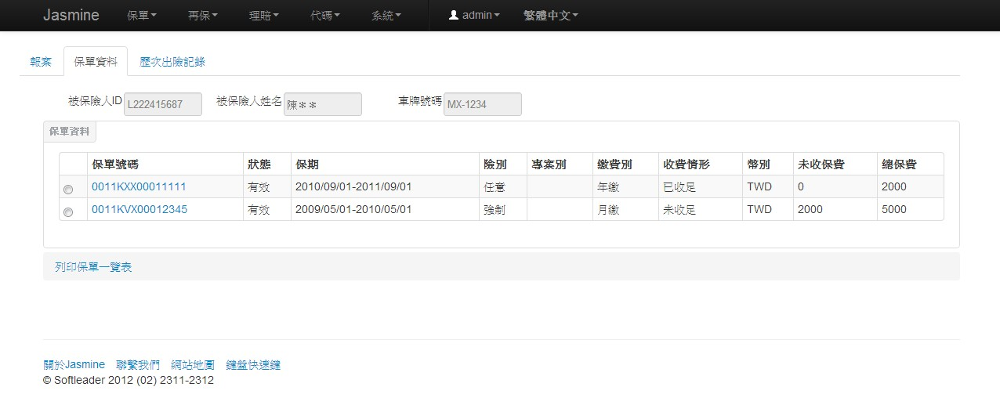 Jasmine 保單 再保 理賠 代碼 系統 admin 繁體中文
報案 保單資料 歷次出險記錄
被保險人ID L222415687 被保險人姓名 陳＊＊ 車牌號碼 MX-1234
保單資料
保單號碼 狀態 保期 險別 專案別 繳費別 收費情形 幣別 未收保費 總保費
0011KXX00011111 有效 2010/09/01-2011/09/01 任意 年繳 已收足 TWD 0 2000
0011KVX00012345 有效 2009/05/01-2010/05/01 強制 月繳 未收足 TWD 2000 5000
列印保單一覽表
關於Jasmine 聯繫我們 網站地圖 鍵盤快速鍵
© Softleader 2012 (02) 2311-2312